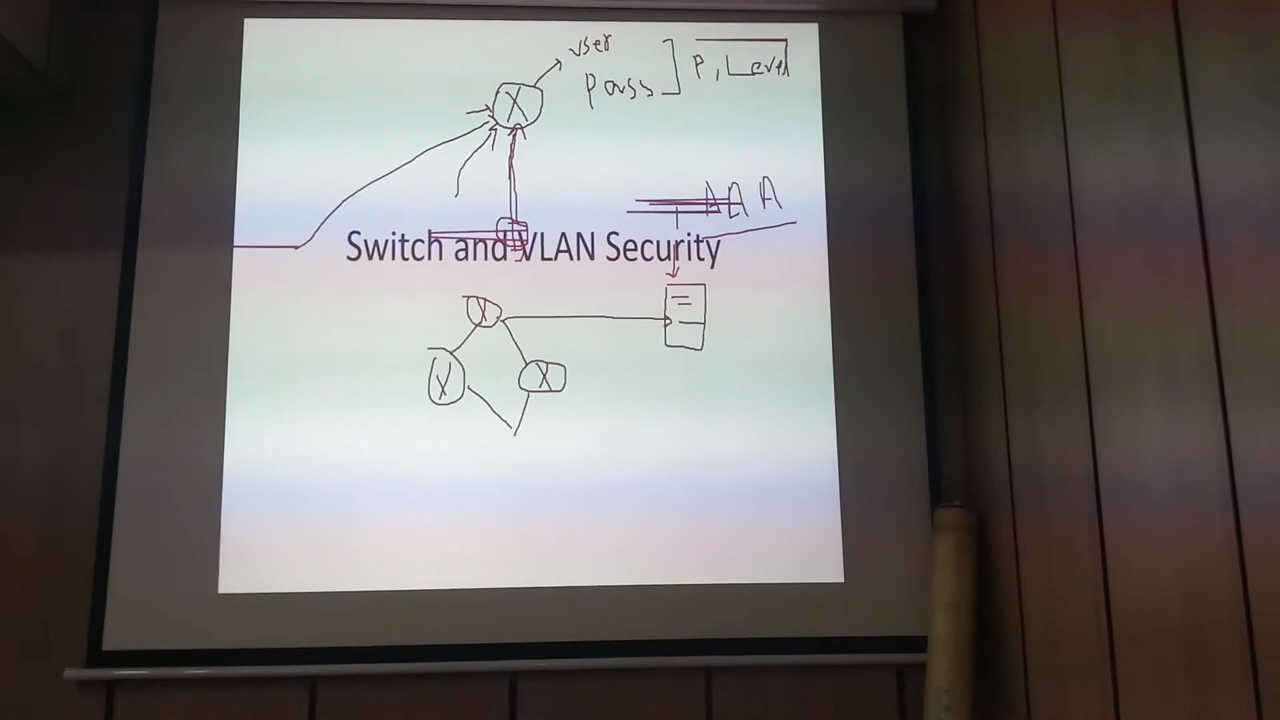 user
pass ] P, Level
AAA
Switch and VLAN Security
X
X
X
X